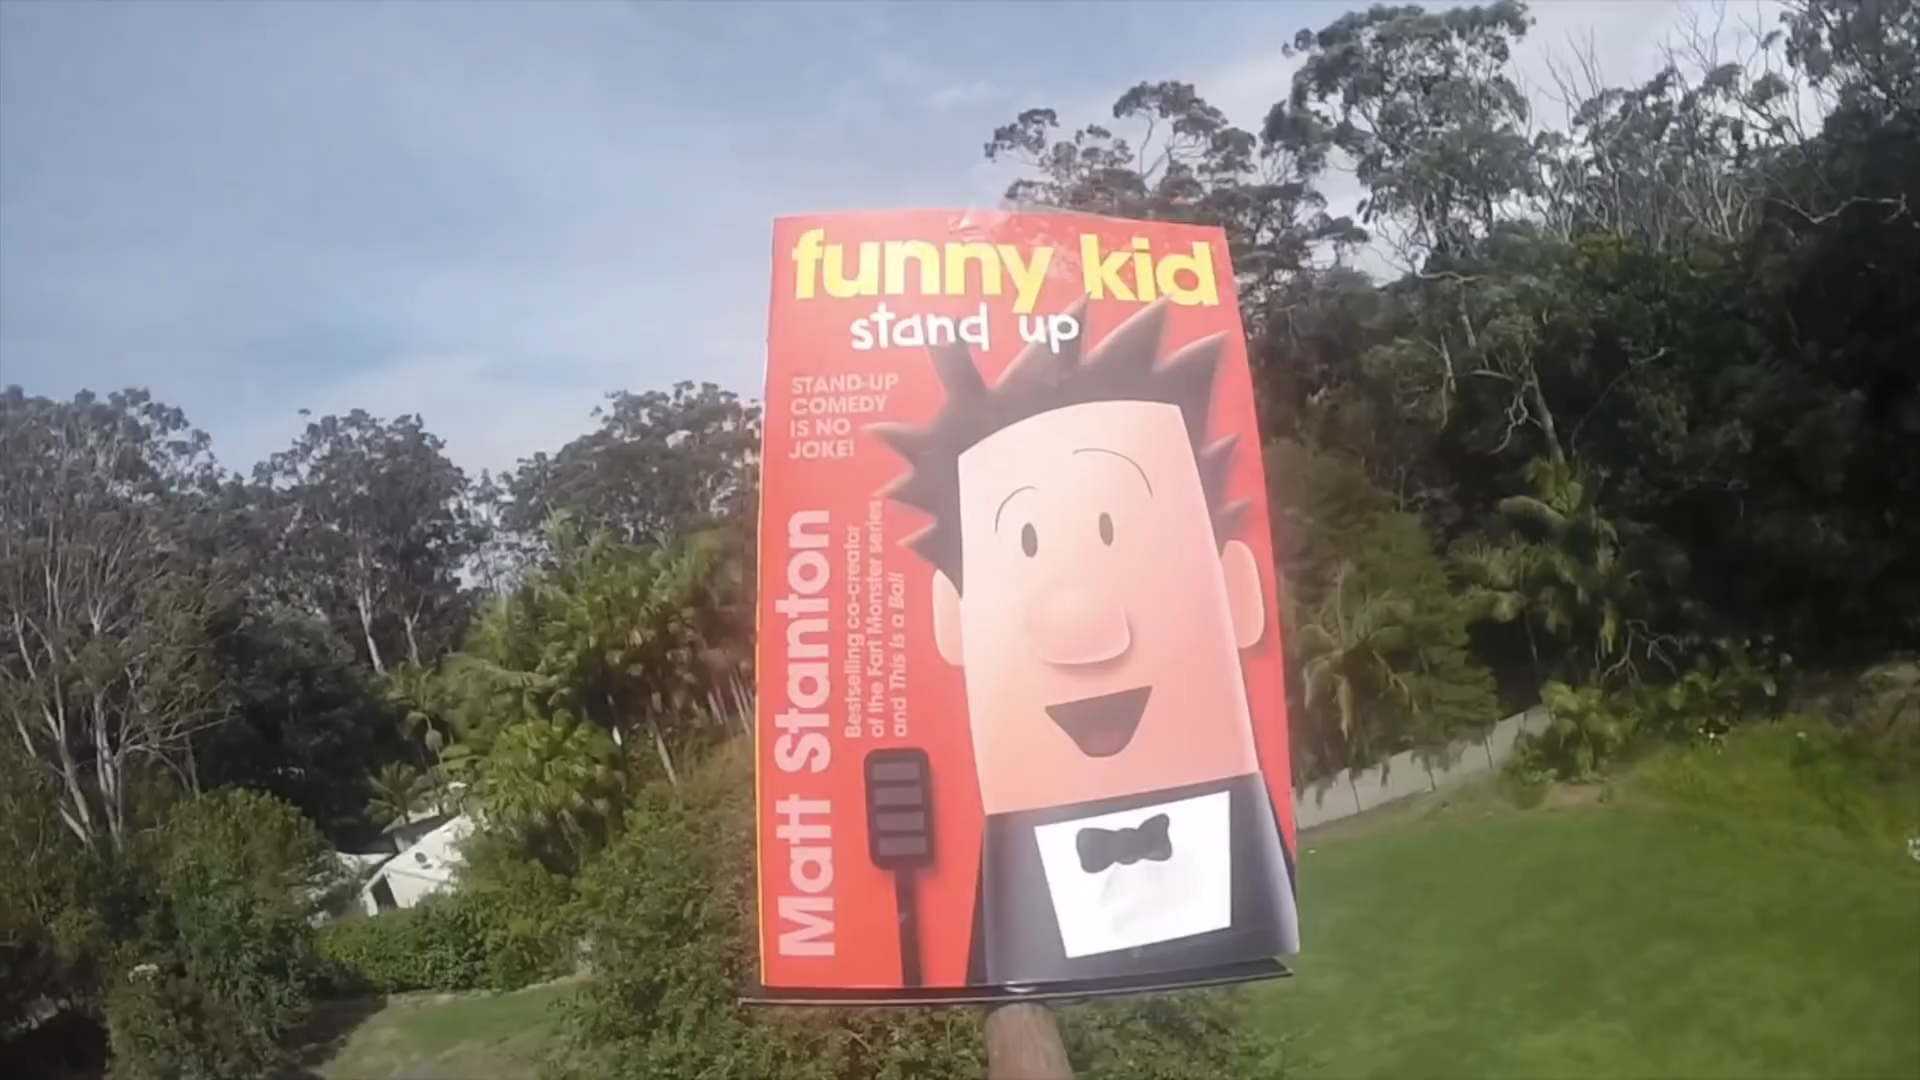 funny kid
stand up
STAND-UP
COMEDY
IS NO
JOKE!
Matt Stanton
Bestselling co-creator
of the Fart Monster series
and This Is a Ball